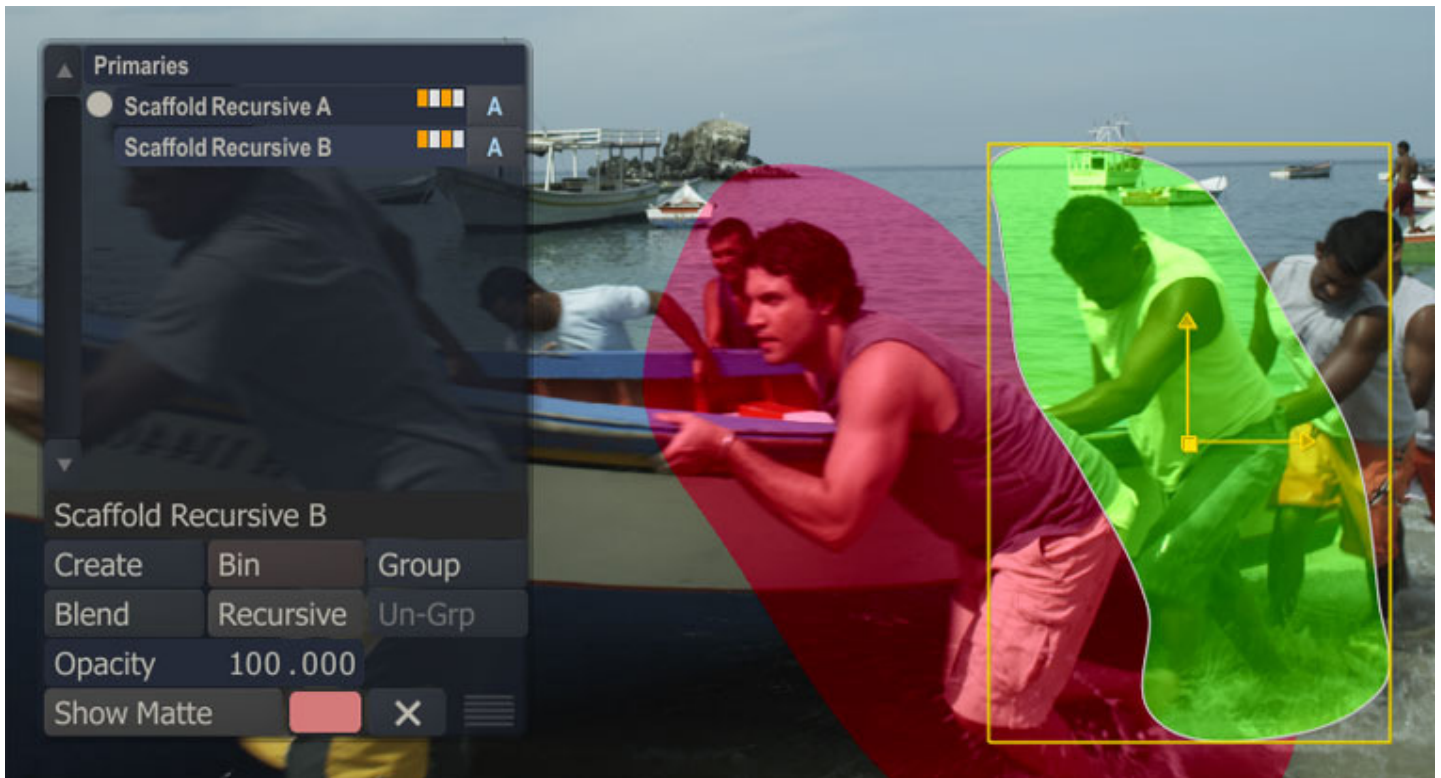 Primaries
Scaffold Recursive A A
Scaffold Recursive B A
Scaffold Recursive B
Create Bin Group
Blend Recursive Un-Grp
Opacity 100.000
Show Matte